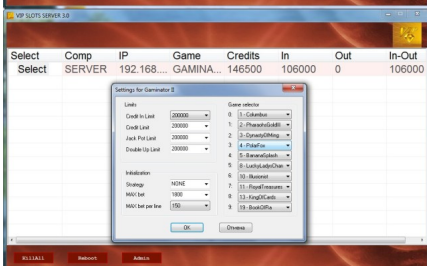 VIP SLOTS SERVER 3.0
Select Comp IP Game Credits In Out In-Out
Select SERVER 192.168.... GAMINA... 146500 106000 0 106000
Settings for Gaminator II
Limits
Credit In Limit 200000
Credit Limit 200000
Jack Pot Limit 200000
Double Up Limit 200000
Initialization
Strategy NONE
MAX bet 1800
MAX bet per line 150
Game selector
0: 1 - Columbus
1: 2 - PharaohsGoldII
2: 3 - DynastyOfMing
3: 4 - PolarFox
4: 5 - BananaSplash
5: 8 - LuckyLadysChan
6: 10 - Illusionist
7: 11 - RoyalTreasures
8: 13 - KingOfCards
9: 19 - BookOfRa
OK Отмена
KillAll Reboot Admin